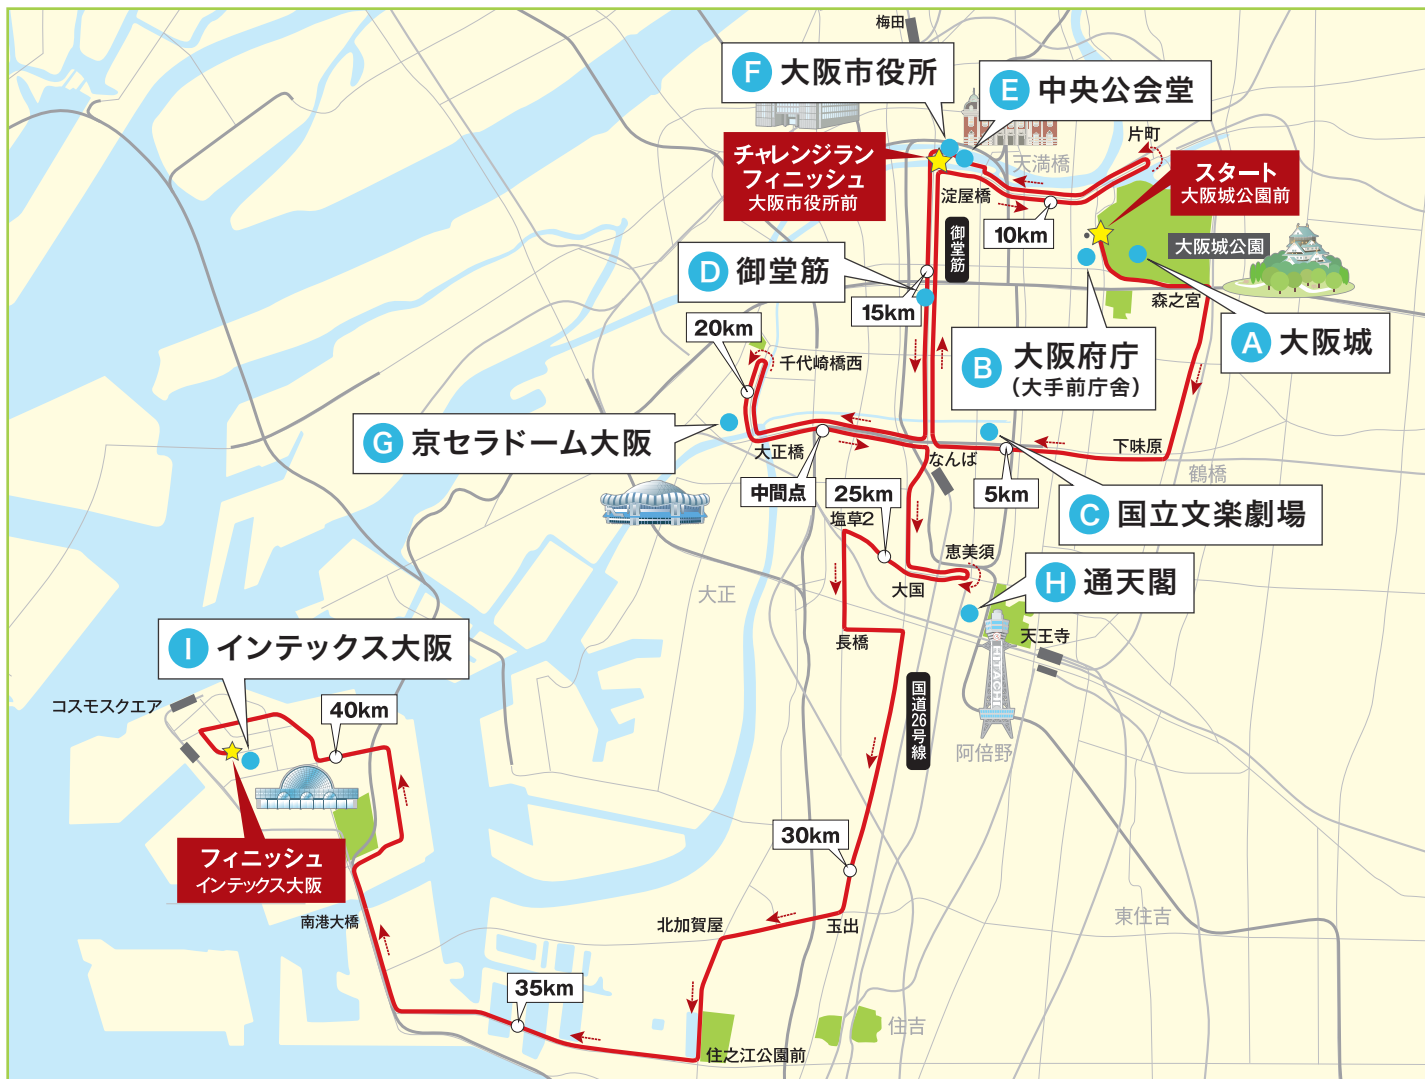 梅田
F 大阪市役所
E 中央公会堂
片町
天満橋
チャレンジラン
フィニッシュ
大阪市役所前
スタート
大阪城公園前
淀屋橋
10km
御堂筋
大阪城公園
D 御堂筋
15km
森之宮
20km
千代崎橋西
B 大阪府庁
(大手前庁舎)
A 大阪城
G 京セラドーム大阪
大正橋
なんば
下味原
鶴橋
中間点
25km
5km
塩草2
C 国立文楽劇場
恵美須
大国
H 通天閣
大正
長橋
天王寺
HITACHI
I インテックス大阪
コスモスクエア
40km
国道26号線
阿倍野
30km
フィニッシュ
インテックス大阪
南港大橋
北加賀屋
玉出
東住吉
35km
住吉
住之江公園前